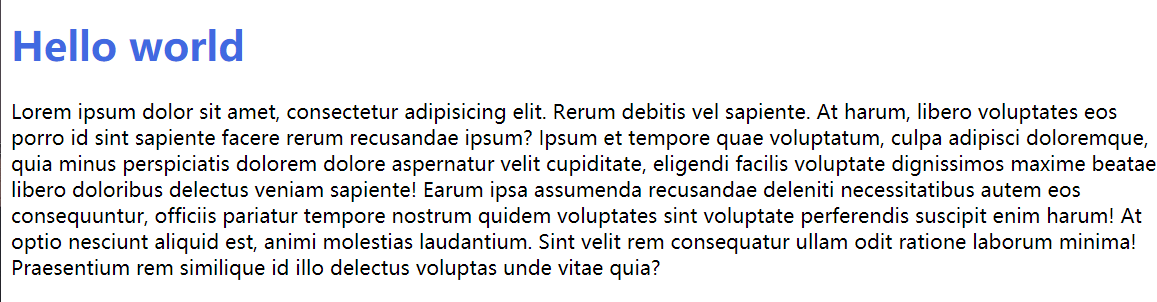 Hello world
Lorem ipsum dolor sit amet, consectetur adipisicing elit. Rerum debitis vel sapiente. At harum, libero voluptates eos
porro id sint sapiente facere rerum recusandae ipsum? Ipsum et tempore quae voluptatum, culpa adipisci doloremque,
quia minus perspiciatis dolorem dolore aspernatur velit cupiditate, eligendi facilis voluptate dignissimos maxime beatae
libero doloribus delectus veniam sapiente! Earum ipsa assumenda recusandae deleniti necessitatibus autem eos
consequuntur, officiis pariatur tempore nostrum quidem voluptates sint voluptate perferendis suscipit enim harum! At
optio nesciunt aliquid est, animi molestias laudantium. Sint velit rem consequatur ullam odit ratione laborum minima!
Praesentium rem similique id illo delectus voluptas unde vitae quia?